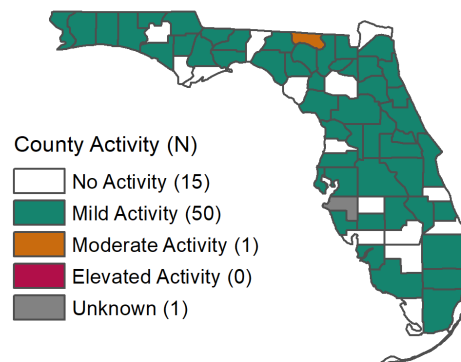 County Activity (N)
No Activity (15)
Mild Activity (50)
Moderate Activity (1)
Elevated Activity (0)
Unknown (1)